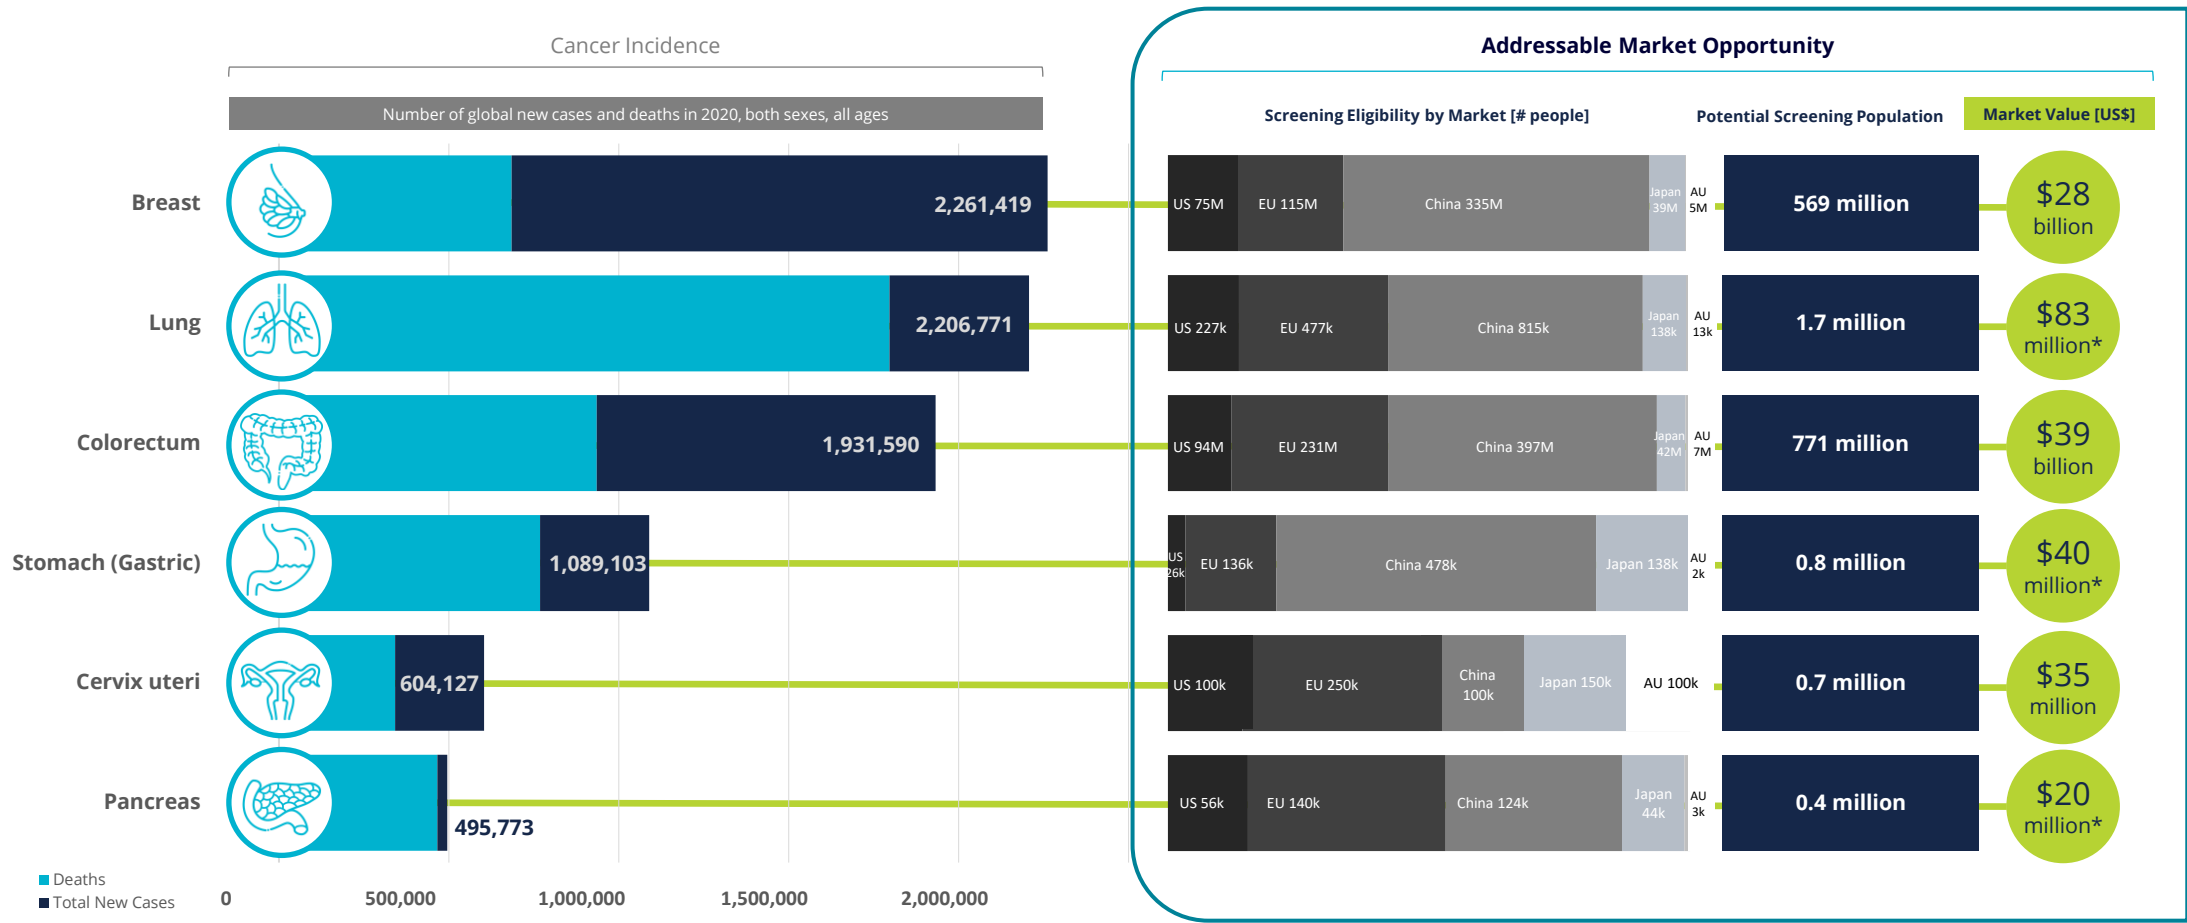 Cancer Incidence
Addressable Market Opportunity
Number of global new cases and deaths in 2020, both sexes, all ages
Screening Eligibility by Market [# people]
Potential Screening Population
Market Value [US$]
Breast
2,261,419
US 75M
EU 115M
China 335M
Japan
39M
AU
5M
569 million
$28
billion
Lung
2,206,771
US 227k
EU 477k
China 815k
Japan
138k
AU
13k
1.7 million
$83
million*
Colorectum
1,931,590
US 94M
EU 231M
China 397M
Japan
42M
AU
7M
771 million
$39
billion
Stomach (Gastric)
1,089,103
US
26k
EU 136k
China 478k
Japan 138k
AU
2k
0.8 million
$40
million*
Cervix uteri
604,127
US 100k
EU 250k
China
100k
Japan 150k
AU 100k
0.7 million
$35
million
Pancreas
495,773
US 56k
EU 140k
China 124k
Japan
44k
AU
3k
0.4 million
$20
million*
Deaths
Total New Cases
0
500,000
1,000,000
1,500,000
2,000,000